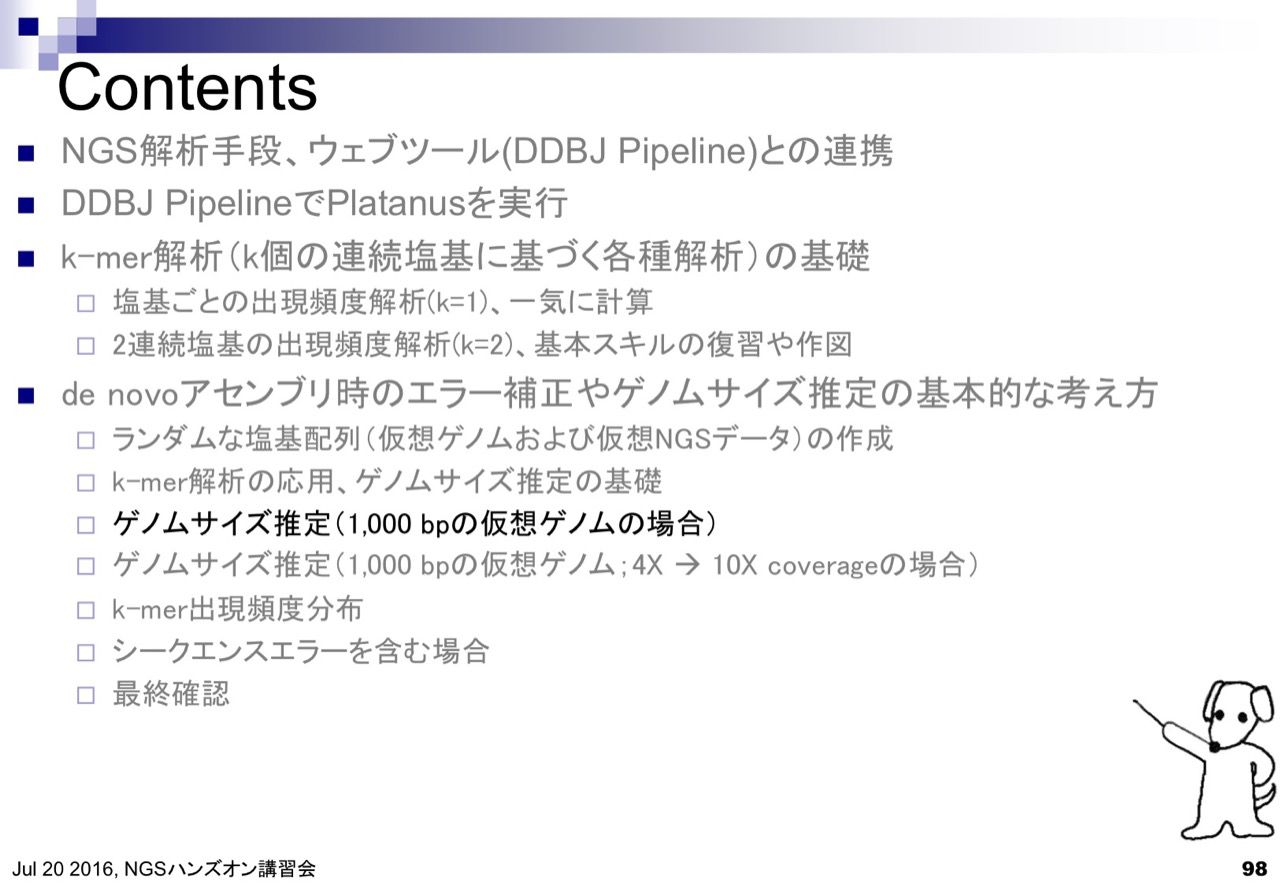 Contents
NGS解析手段、ウェブツール(DDBJ Pipeline)との連携
DDBJ PipelineでPlatanusを実行
k-mer解析（k個の連続塩基に基づく各種解析）の基礎
塩基ごとの出現頻度解析(k=1)、一気に計算
2連続塩基の出現頻度解析(k=2)、基本スキルの復習や作図
de novoアセンブリ時のエラー補正やゲノムサイズ推定の基本的な考え方
ランダムな塩基配列（仮想ゲノムおよび仮想NGSデータ）の作成
k-mer解析の応用、ゲノムサイズ推定の基礎
ゲノムサイズ推定（1,000 bpの仮想ゲノムの場合）
ゲノムサイズ推定（1,000 bpの仮想ゲノム；4X → 10X coverageの場合）
k-mer出現頻度分布
シークエンスエラーを含む場合
最終確認
Jul 20 2016, NGSハンズオン講習会
98